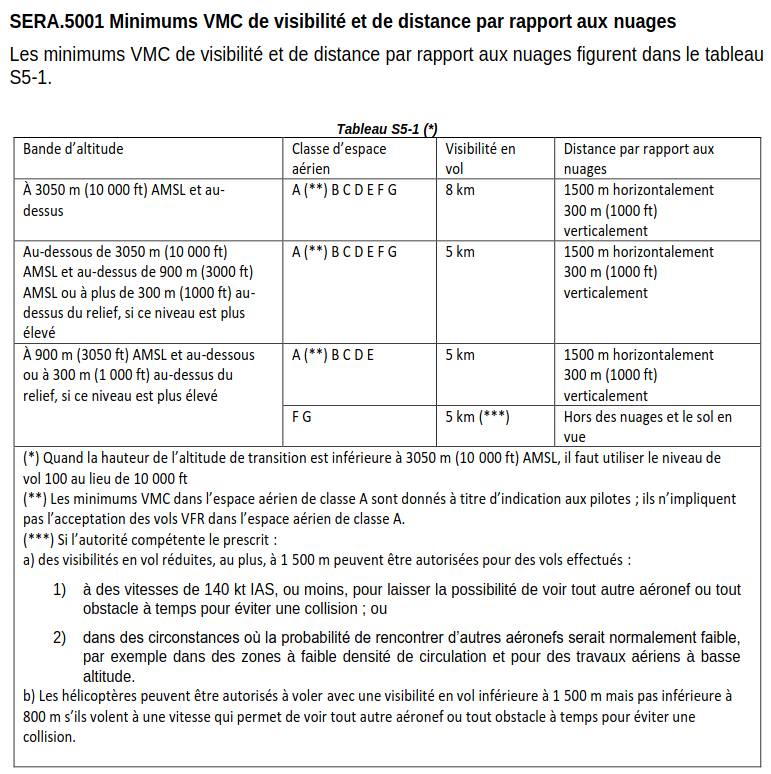 SERA.5001 Minimums VMC de visibilité et de distance par rapport aux nuages
Les minimums VMC de visibilité et de distance par rapport aux nuages figurent dans le tableau
S5-1.
Tableau S5-1 (*)
Bande d'altitude
Classe d'espace
aérien
Visibilité en
vol
Distance par rapport aux
nuages
À 3050 m (10 000 ft) AMSL et au-
dessus
A (**) B C D E F G
8 km
1500 m horizontalement
300 m (1000 ft)
verticalement
Au-dessous de 3050 m (10 000 ft)
AMSL et au-dessus de 900 m (3000 ft)
AMSL ou à plus de 300 m (1000 ft) au-
dessus du relief, si ce niveau est plus
élevé
A (**) B C D E F G
5 km
1500 m horizontalement
300 m (1000 ft)
verticalement
À 900 m (3050 ft) AMSL et au-dessous
ou à 300 m (1 000 ft) au-dessus du
relief, si ce niveau est plus élevé
A (**) B C D E
5 km
1500 m horizontalement
300 m (1000 ft)
verticalement
F G
5 km (***)
Hors des nuages et le sol en
vue
(*) Quand la hauteur de l'altitude de transition est inférieure à 3050 m (10 000 ft) AMSL, il faut utiliser le niveau de
vol 100 au lieu de 10 000 ft
(**) Les minimums VMC dans l'espace aérien de classe A sont donnés à titre d'indication aux pilotes ; ils n'impliquent
pas l'acceptation des vols VFR dans l'espace aérien de classe A.
(***) Si l'autorité compétente le prescrit :
a) des visibilités en vol réduites, au plus, à 1 500 m peuvent être autorisées pour des vols effectués :
1) à des vitesses de 140 kt IAS, ou moins, pour laisser la possibilité de voir tout autre aéronef ou tout
obstacle à temps pour éviter une collision ; ou
2) dans des circonstances où la probabilité de rencontrer d'autres aéronefs serait normalement faible,
par exemple dans des zones à faible densité de circulation et pour des travaux aériens à basse
altitude.
b) Les hélicoptères peuvent être autorisés à voler avec une visibilité en vol inférieure à 1 500 m mais pas inférieure à
800 m s'ils volent à une vitesse qui permet de voir tout autre aéronef ou tout obstacle à temps pour éviter une
collision.